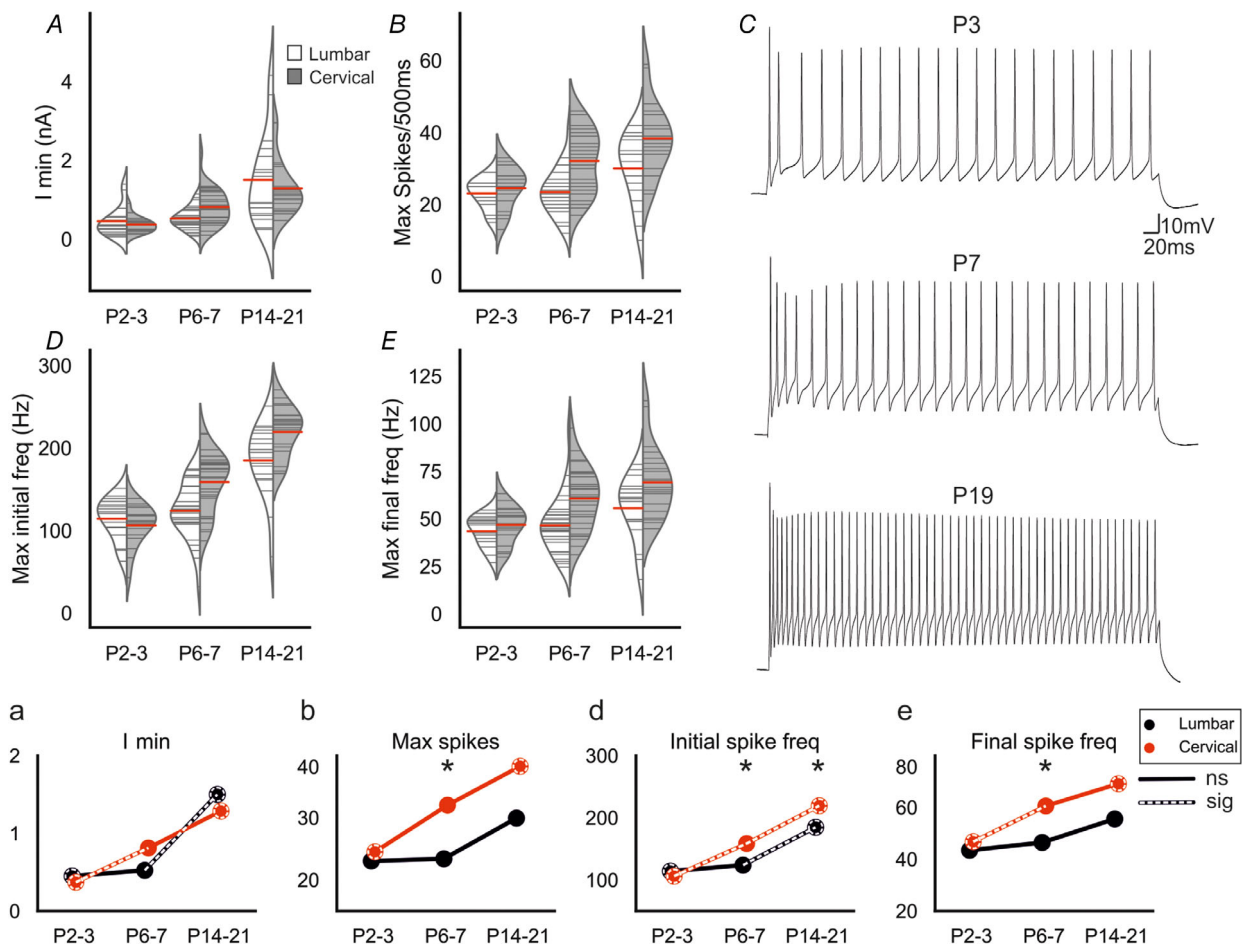 A
Lumbar
Cervical
I min (nA)
4
2
0
P2-3 P6-7 P14-21
B
Max Spikes/500ms
60
40
20
0
P2-3 P6-7 P14-21
C
P3
10mV
20ms
P7
P19
D
Max initial freq (Hz)
300
200
100
0
P2-3 P6-7 P14-21
E
Max final freq (Hz)
125
100
75
50
25
0
P2-3 P6-7 P14-21
a
I min
2
1
0
P2-3 P6-7 P14-21
b
Max spikes
40
*
30
20
P2-3 P6-7 P14-21
d
Initial spike freq
300
* *
200
100
P2-3 P6-7 P14-21
e
Final spike freq
80
*
60
40
20
P2-3 P6-7 P14-21
Lumbar
Cervical
ns
sig